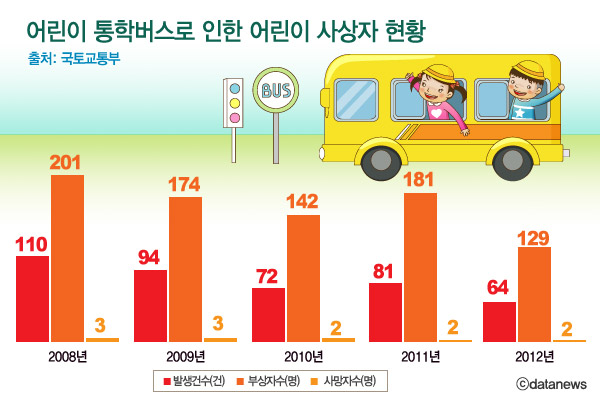 어린이 통학버스로 인한 어린이 사상자 현황
출처: 국토교통부
BUS
110 201 3
94 174 3
72 142 2
81 181 2
64 129 2
2008년 2009년 2010년 2011년 2012년
발생건수(건) 부상자수(명) 사망자수(명)
ⓒdatanews